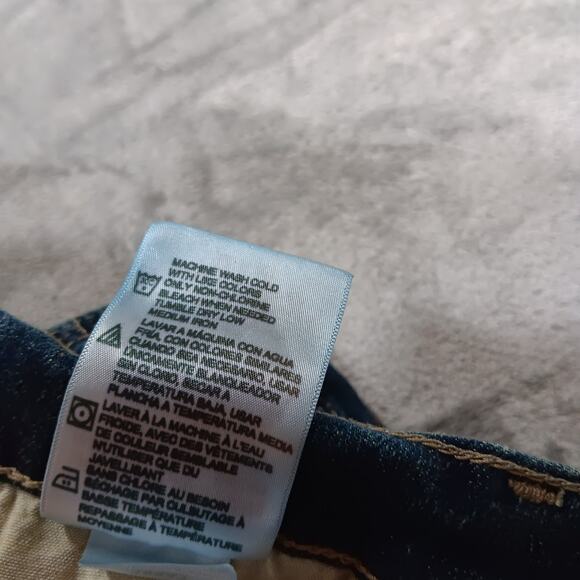 MACHINE WASH COLD
WITH LIKE COLORS
ONLY NON-CHLORINE
BLEACH WHEN NEEDED
TUMBLE DRY LOW
MEDIUM IRON
LAVAR A MÁQUINA CON AGUA
FRÍA, CON COLORES SIMILARES
CUANDO SEA NECESARIO, USAR
ÚNICAMENTE BLANQUEADOR
SIN CLORO, SECAR A
TEMPERATURA BAJA, USAR
PLANCHA A TEMPERATURA MEDIA
LAVER À LA MACHINE À L'EAU
FROIDE, AVEC DES VÊTEMENTS
DE COULEUR SEMBLABLE
N'UTILISER QUE DU
JAVELLISANT
SANS CHLORE AU BESOIN
SÉCHAGE PAR CULBUTAGE À
BASSE TEMPÉRATURE
REPASSAGE À TEMPÉRATURE
MOYENNE